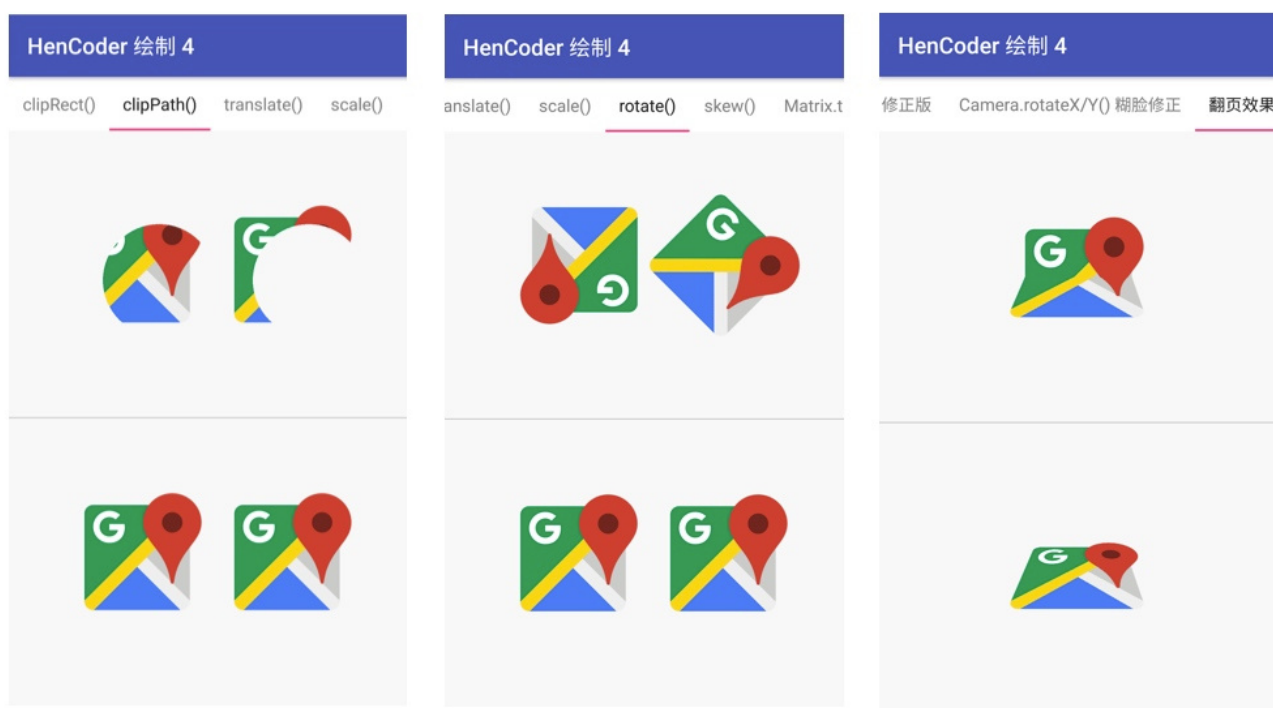 HenCoder 绘制 4
clipRect() clipPath() translate() scale()
HenCoder 绘制 4
anslate() scale() rotate() skew() Matrix.t
HenCoder 绘制 4
修正版 Camera.rotateX/Y() 糊脸修正 翻页效果
G
G
G
G
G
G
G
G
G
G